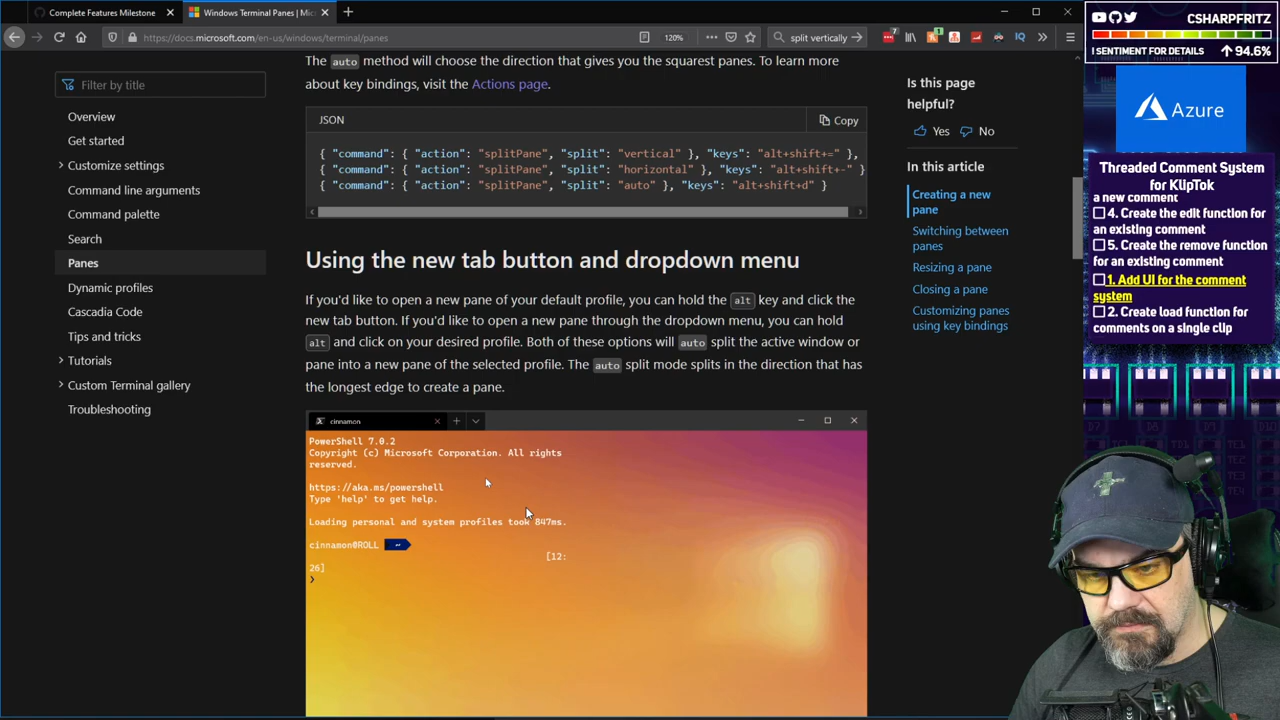 Complete Features Milestone
Windows Terminal Panes | Mic
https://docs.microsoft.com/en-us/windows/terminal/panes
120%
split vertically
Filter by title
Overview
Get started
Customize settings
Command line arguments
Command palette
Search
Panes
Dynamic profiles
Cascadia Code
Tips and tricks
Tutorials
Custom Terminal gallery
Troubleshooting
The auto method will choose the direction that gives you the squarest panes. To learn more
about key bindings, visit the Actions page.
JSON
Copy
{ "command": { "action": "splitPane", "split": "vertical" }, "keys": "alt+shift+=" },
{ "command": { "action": "splitPane", "split": "horizontal" }, "keys": "alt+shift+-" }
{ "command": { "action": "splitPane", "split": "auto" }, "keys": "alt+shift+d" }
Using the new tab button and dropdown menu
If you'd like to open a new pane of your default profile, you can hold the alt key and click the
new tab button. If you'd like to open a new pane through the dropdown menu, you can hold
alt and click on your desired profile. Both of these options will auto split the active window or
pane into a new pane of the selected profile. The auto split mode splits in the direction that has
the longest edge to create a pane.
cinnamon
PowerShell 7.0.2
Copyright (c) Microsoft Corporation. All rights
reserved.
https://aka.ms/powershell
Type 'help' to get help.
Loading personal and system profiles took 847ms.
cinnamon@ROLL ~
[12:
26]
❯
Is this page
helpful?
Yes
No
In this article
Creating a new
pane
Switching between
panes
Resizing a pane
Closing a pane
Customizing panes
using key bindings
CSHARPFRITZ
! SENTIMENT FOR DETAILS
94.6%
Azure
Threaded Comment System
for KlipTok
a new comment
4. Create the edit function for
an existing comment
5. Create the remove function
for an existing comment
1. Add UI for the comment
system
2. Create load function for
comments on a single clip